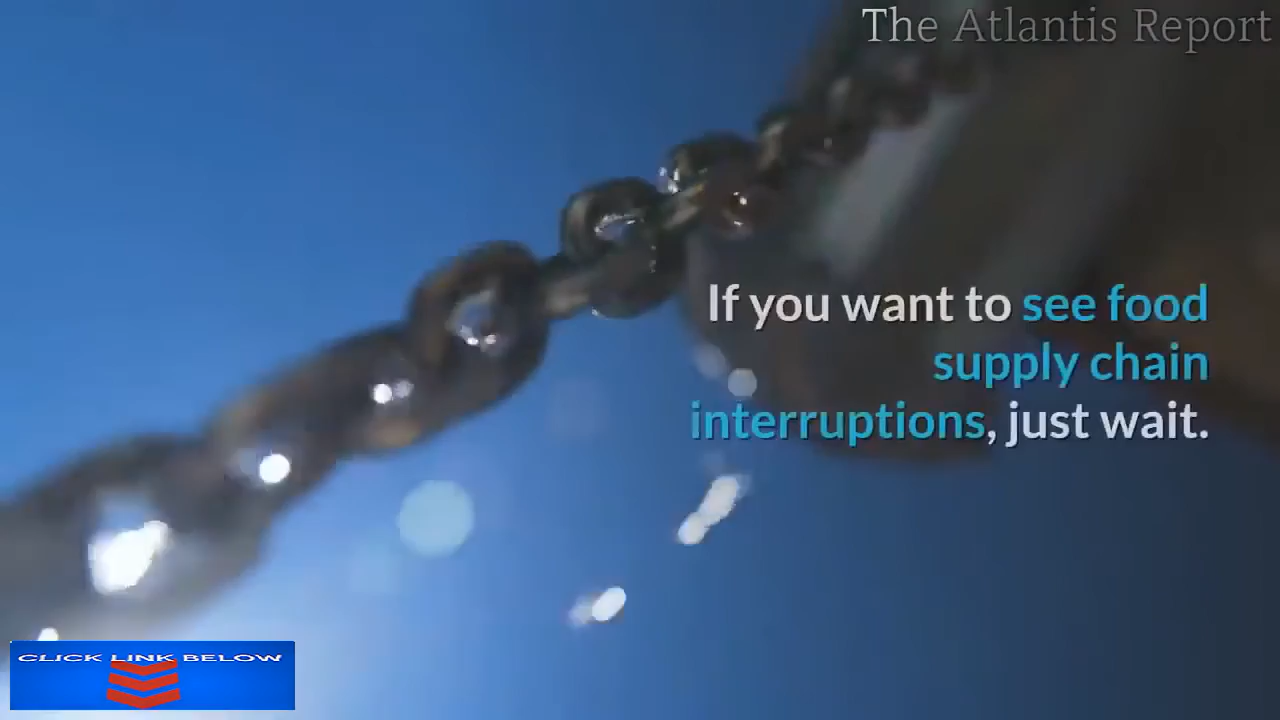 The Atlantis Report
If you want to see food
supply chain
interruptions, just wait.
CLICK LINK BELOW